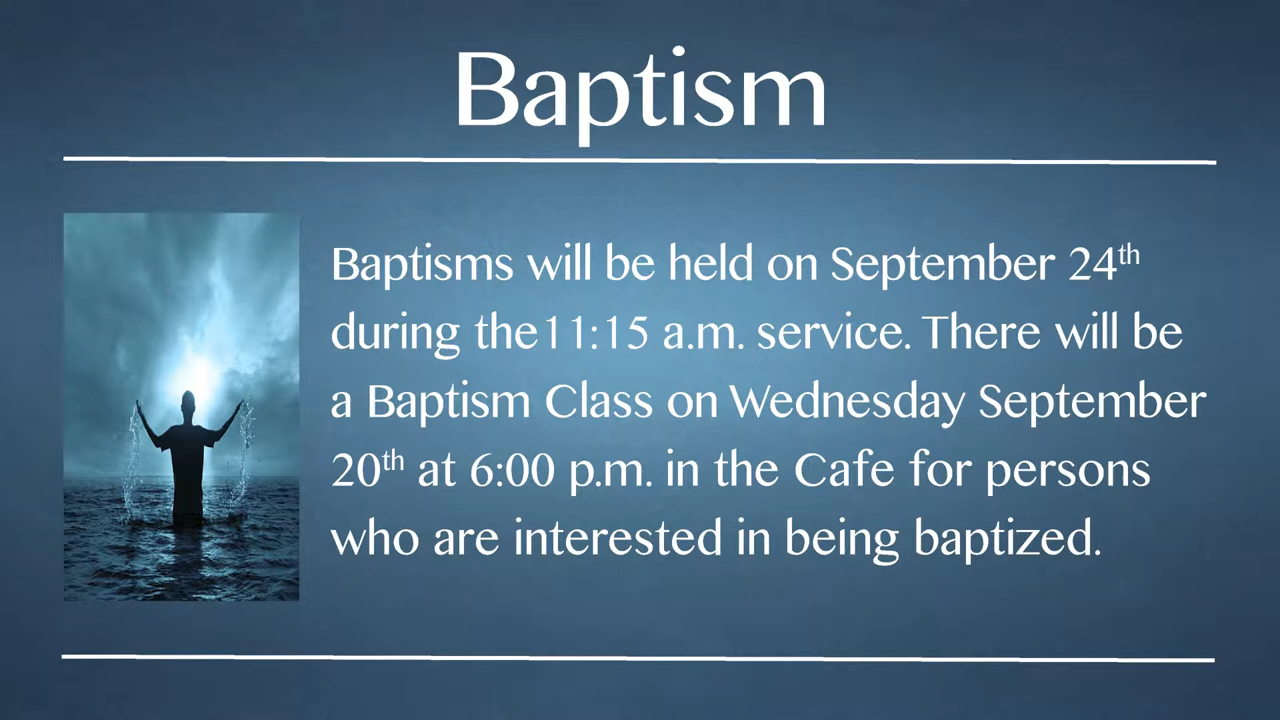 Baptism
Baptisms will be held on September 24th
during the11:15 a.m. service. There will be
a Baptism Class on Wednesday September
20th at 6:00 p.m. in the Cafe for persons
who are interested in being baptized.